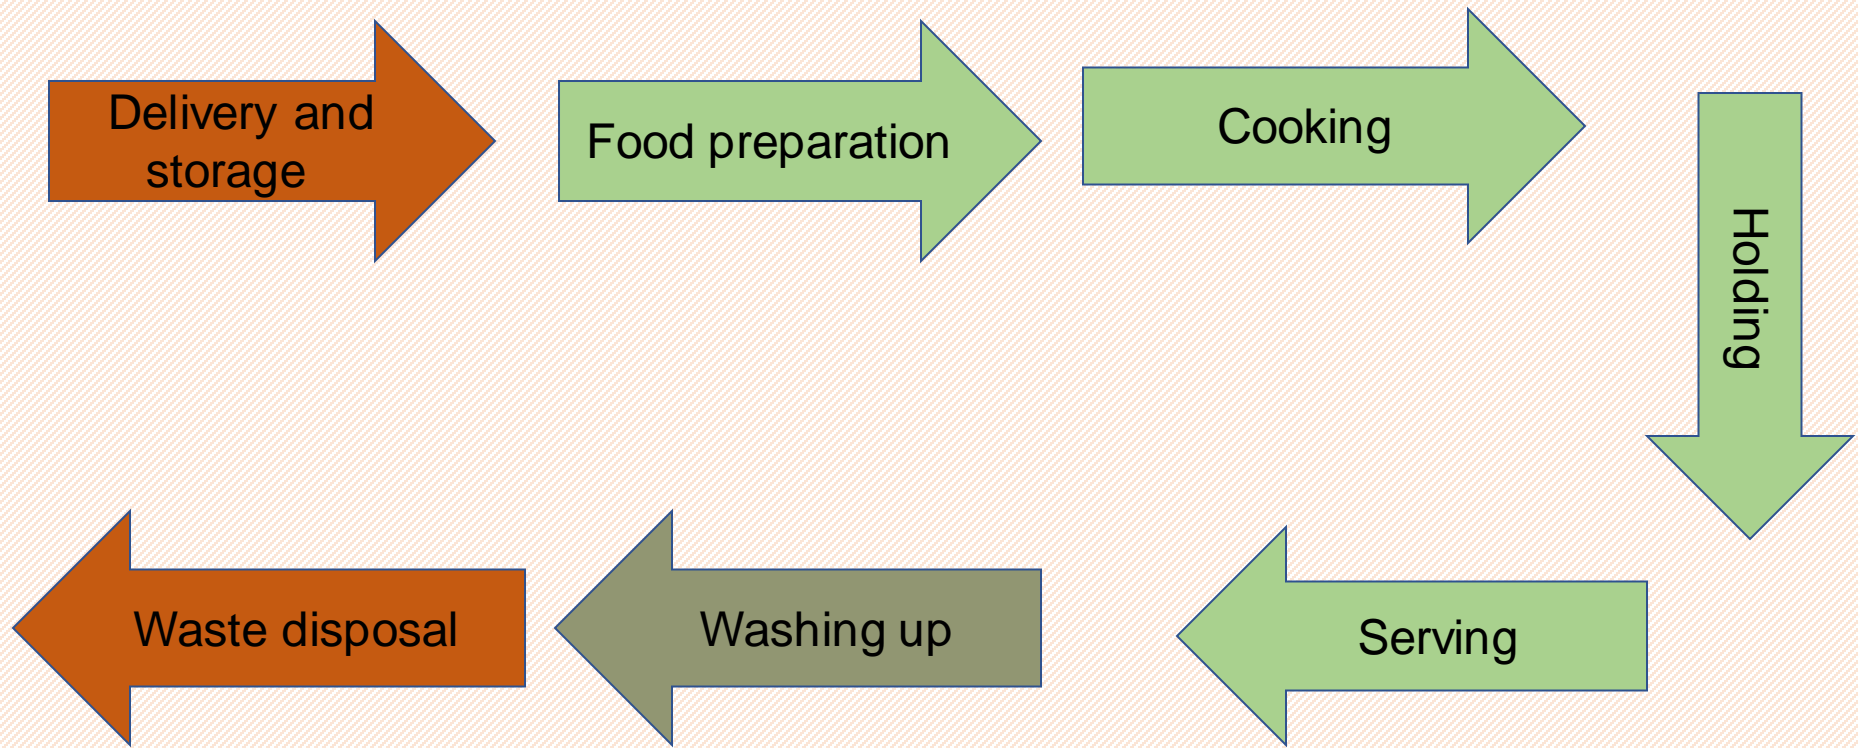 Delivery and
storage
Food preparation
Cooking
Holding
Serving
Washing up
Waste disposal